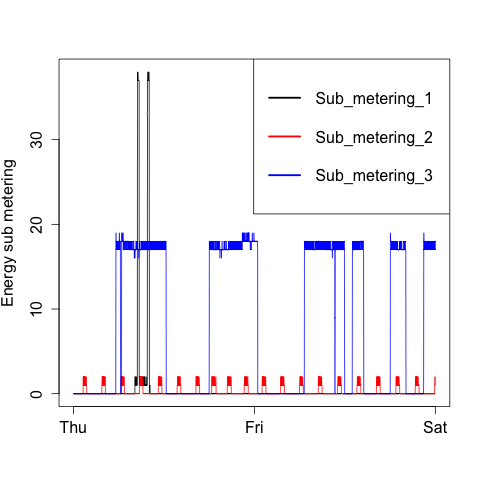 Sub_metering_1
Sub_metering_2
Sub_metering_3
Energy sub metering
30
20
10
0
Thu Fri Sat